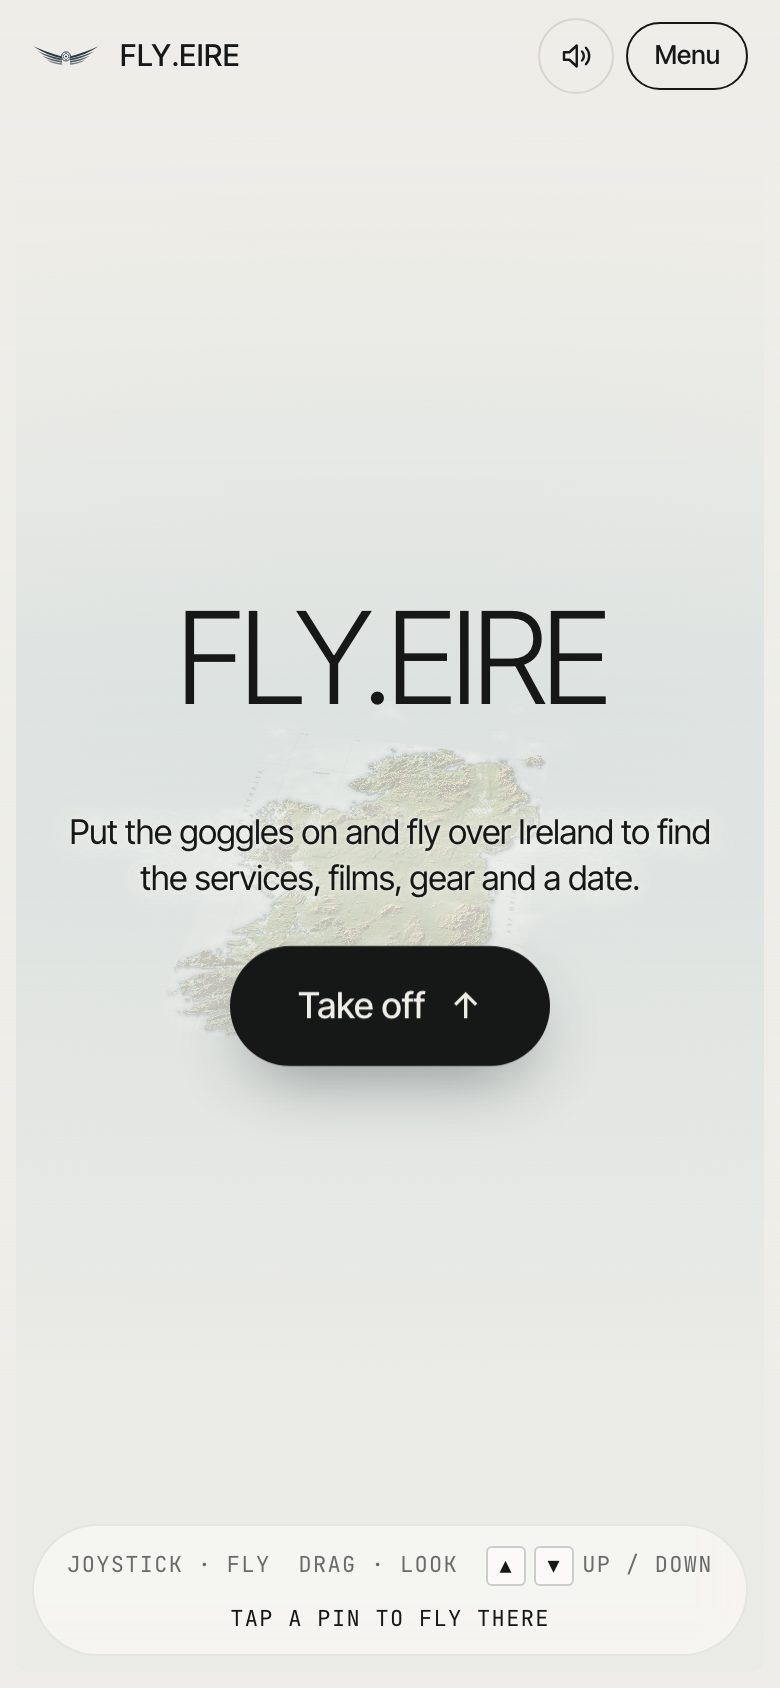 FLY.EIRE
Menu
FLY.EIRE
Put the goggles on and fly over Ireland to find
the services, films, gear and a date.
Take off ↑
JOYSTICK · FLY DRAG · LOOK ▲ ▼ UP / DOWN
TAP A PIN TO FLY THERE